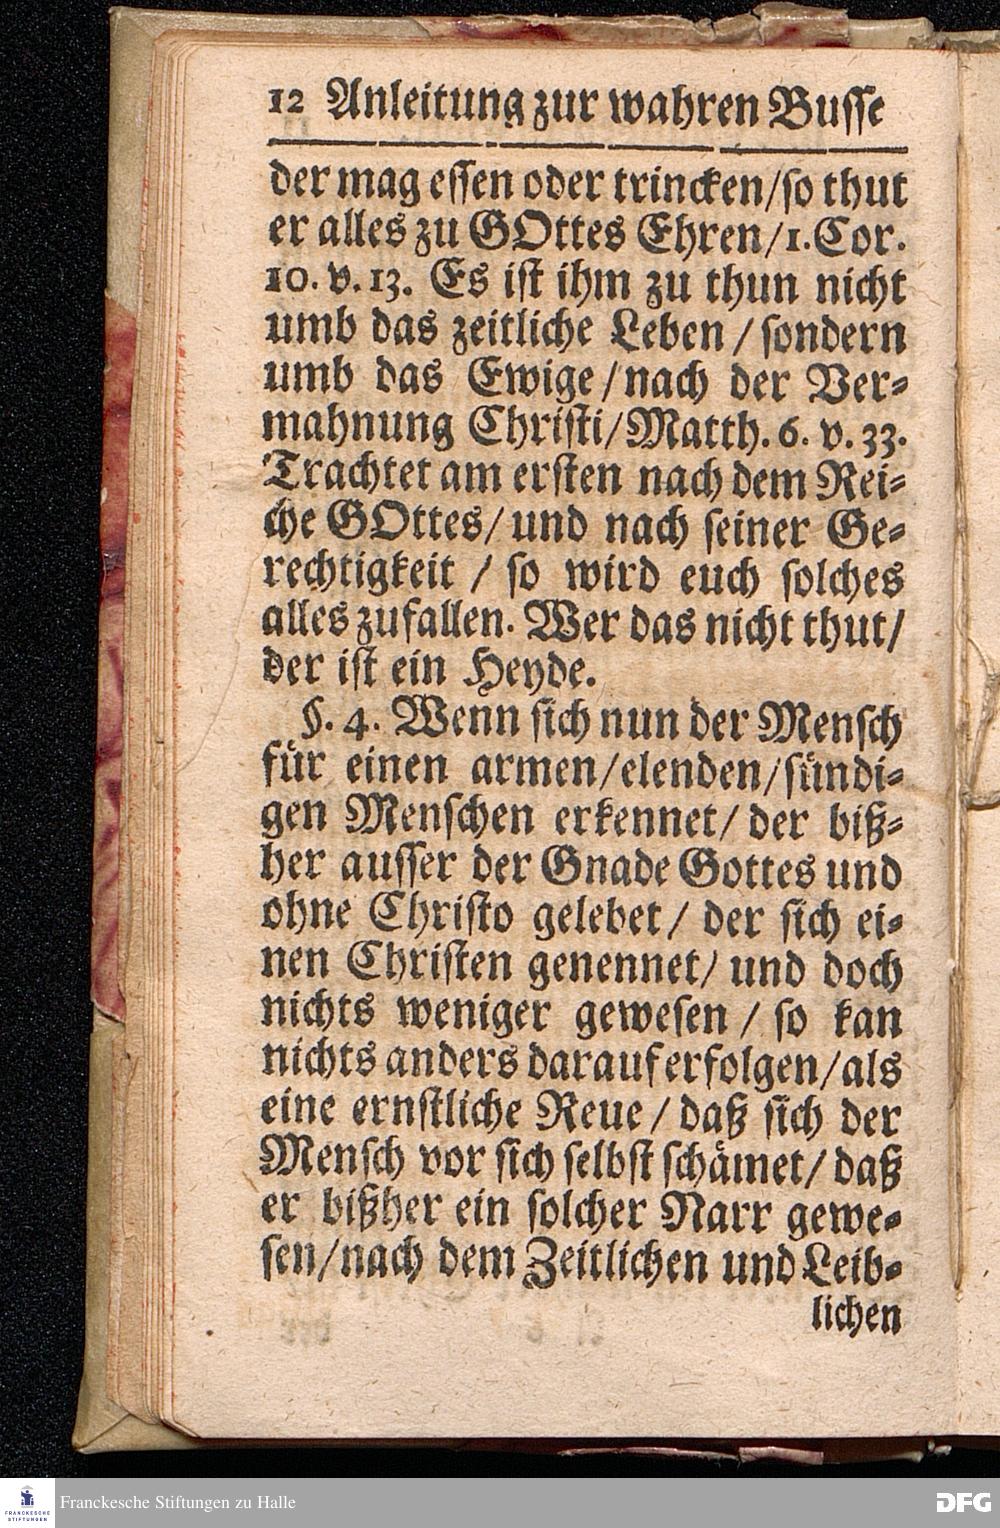 12 Anleitung zur wahren Busse
der mag essen oder trincken/so thut
er alles zu GOttes Ehren/1.Cor.
10. v. 13. Es ist ihm zu thun nicht
umb das zeitliche Leben / sondern
umb das Ewige /nach der Ver-
mahnung Christi/Matth. 6. v. 33.
Trachtet am ersten nach dem Rei-
che GOttes/ und nach seiner Ge-
rechtigkeit / so wird euch solches
alles zufallen. Wer das nicht thut/
der ist ein Heyde.
§. 4. Wenn sich nun der Mensch
für einen armen/elenden/sündi-
gen Menschen erkennet/ der biß-
her ausser der Gnade Gottes und
ohne Christo gelebet/ der sich ei-
nen Christen genennet/ und doch
nichts weniger gewesen / so kan
nichts anders darauf erfolgen/als
eine ernstliche Reue / daß sich der
Mensch vor sich selbst schämet/ daß
er bißher ein solcher Narr gewe-
sen/nach dem Zeitlichen und Leib-
lichen
FRANCKESCHE
STIFTUNGEN
Franckesche Stiftungen zu Halle
DFG